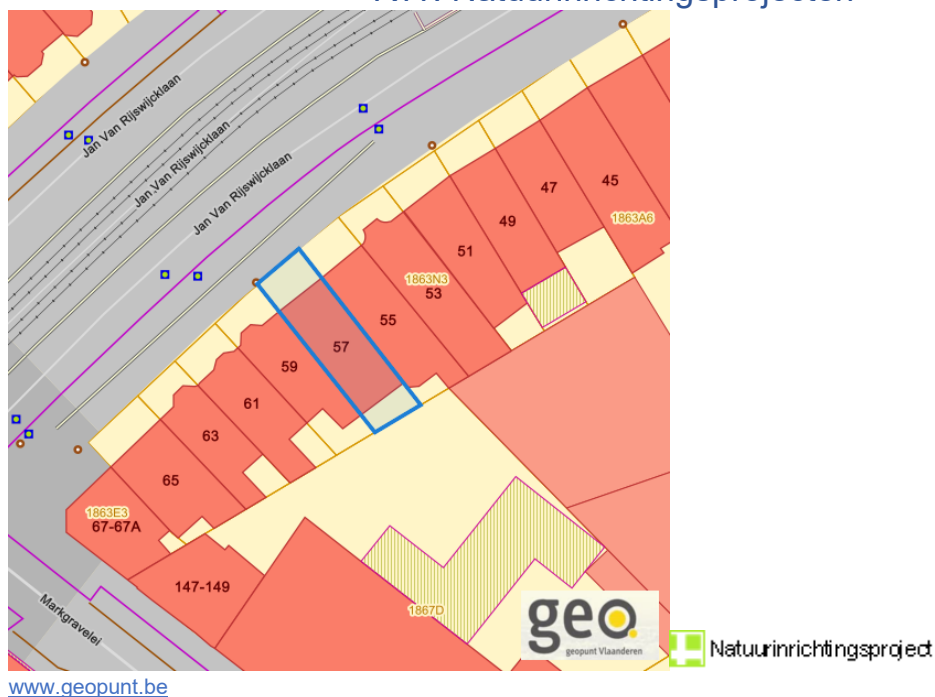 Jan Van Rijswijcklaan
Jan Van Rijswijcklaan
Jan Van Rijswijcklaan
45
47
1863A6
49
51
1863N3
53
55
57
59
61
63
65
1863E3
67-67A
147-149
1867D
Markgravelei
geo
geopunt Vlaanderen
Natuurinrichtingsproject
www.geopunt.be